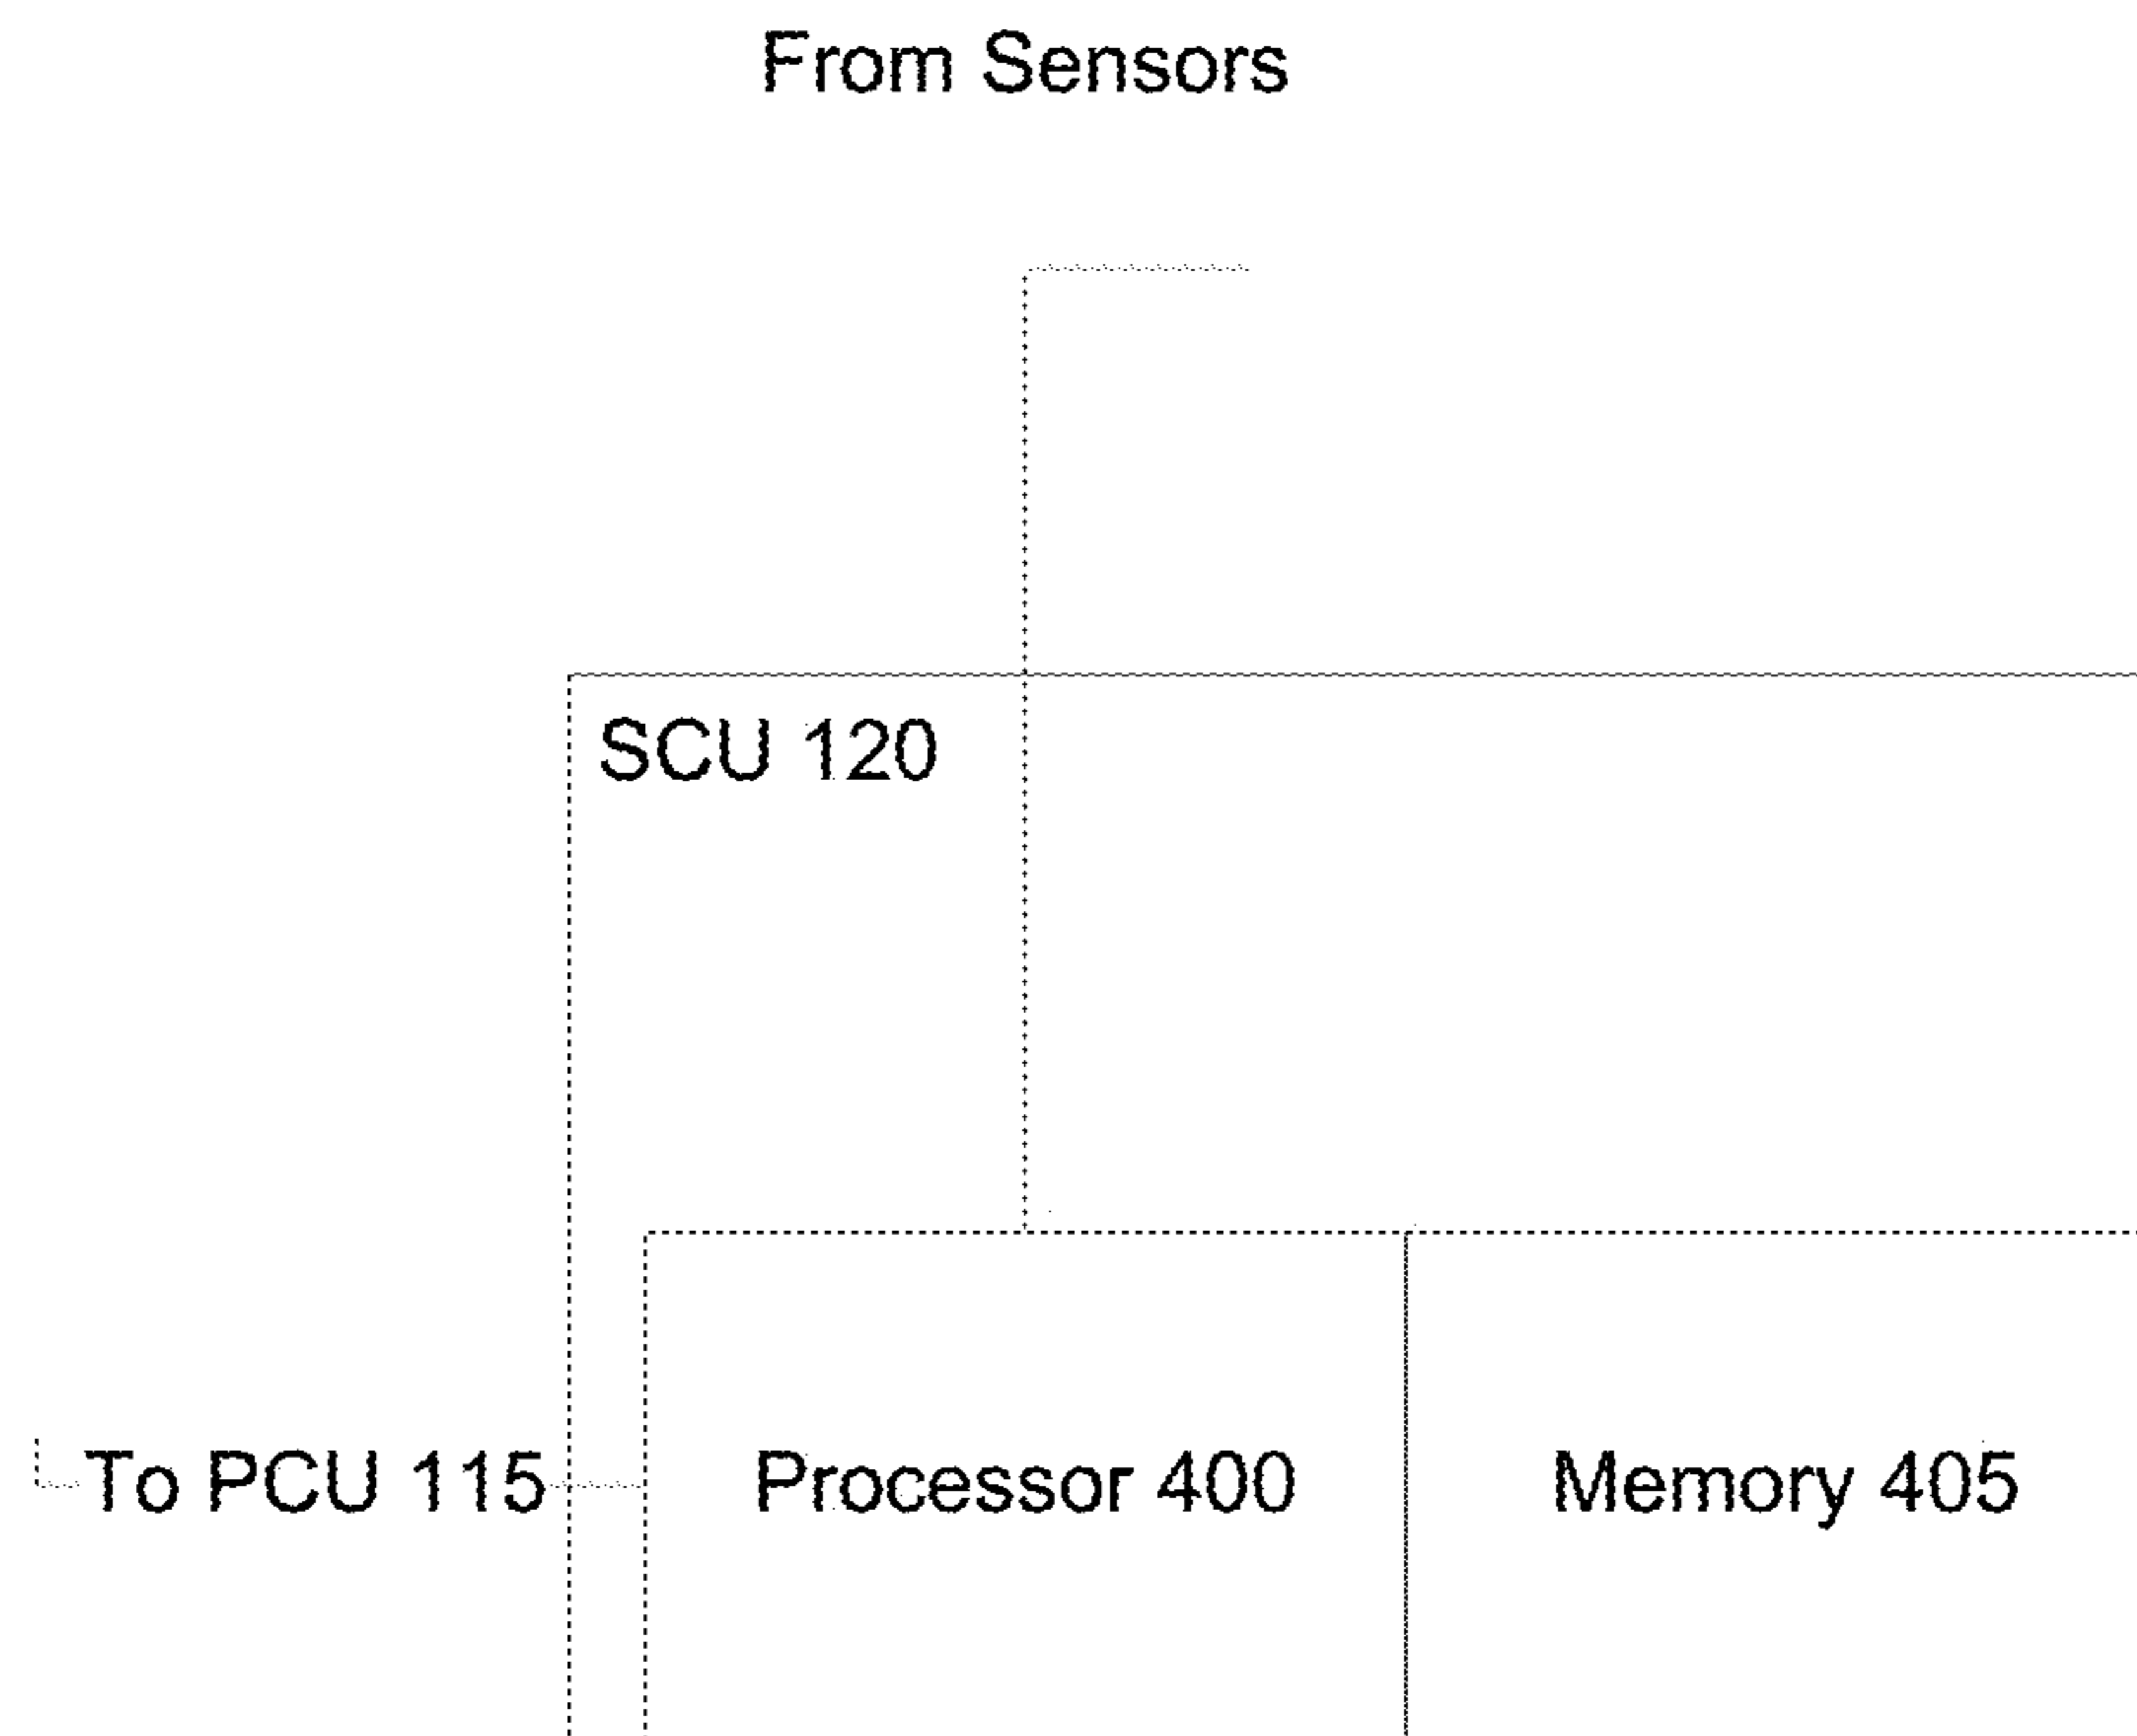 From Sensors
SCU 120
To PCU 115
Processor 400
Memory 405